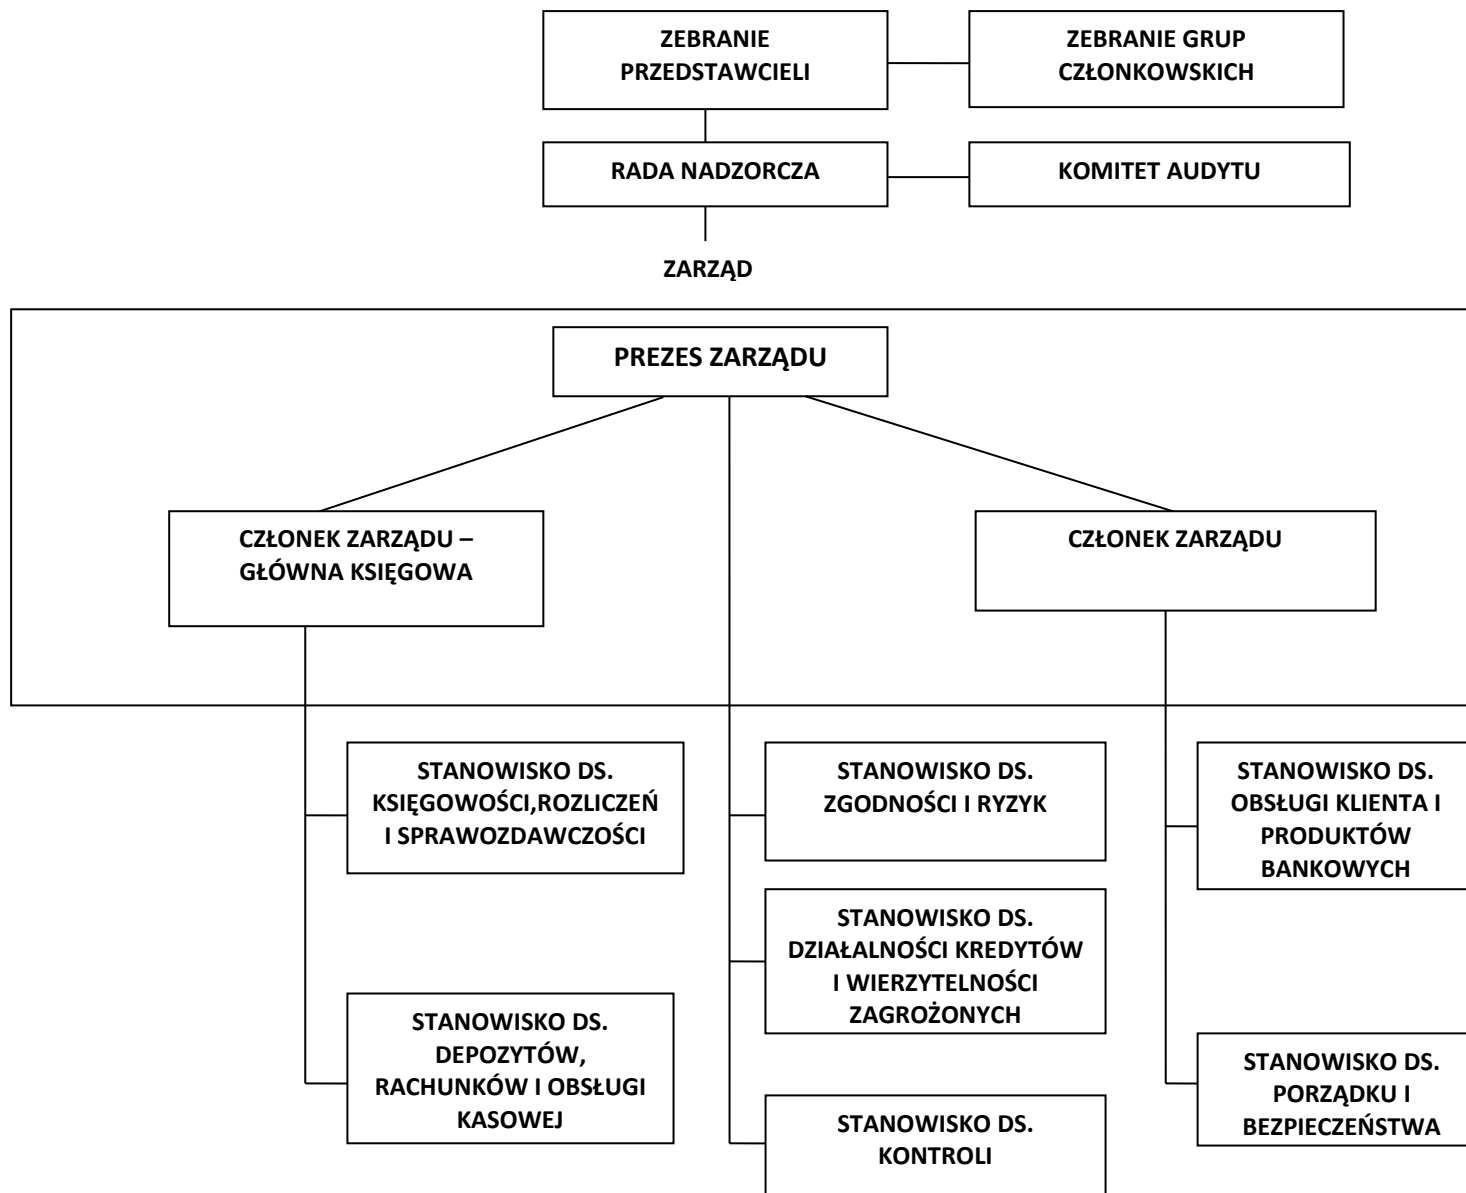 ZEBRANIE
PRZEDSTAWCIELI
ZEBRANIE GRUP
CZŁONKOWSKICH
RADA NADZORCZA
KOMITET AUDYTU
ZARZĄD
PREZES ZARZĄDU
CZŁONEK ZARZĄDU –
GŁÓWNA KSIĘGOWA
CZŁONEK ZARZĄDU
STANOWISKO DS.
KSIĘGOWOŚCI,ROZLICZEŃ
I SPRAWOZDAWCZOŚCI
STANOWISKO DS.
ZGODNOŚCI I RYZYK
STANOWISKO DS.
OBSŁUGI KLIENTA I
PRODUKTÓW
BANKOWYCH
STANOWISKO DS.
DZIAŁALNOŚCI KREDYTÓW
I WIERZYTELNOŚCI
ZAGROŻONYCH
STANOWISKO DS.
DEPOZYTÓW,
RACHUNKÓW I OBSŁUGI
KASOWEJ
STANOWISKO DS.
PORZĄDKU I
BEZPIECZEŃSTWA
STANOWISKO DS.
KONTROLI